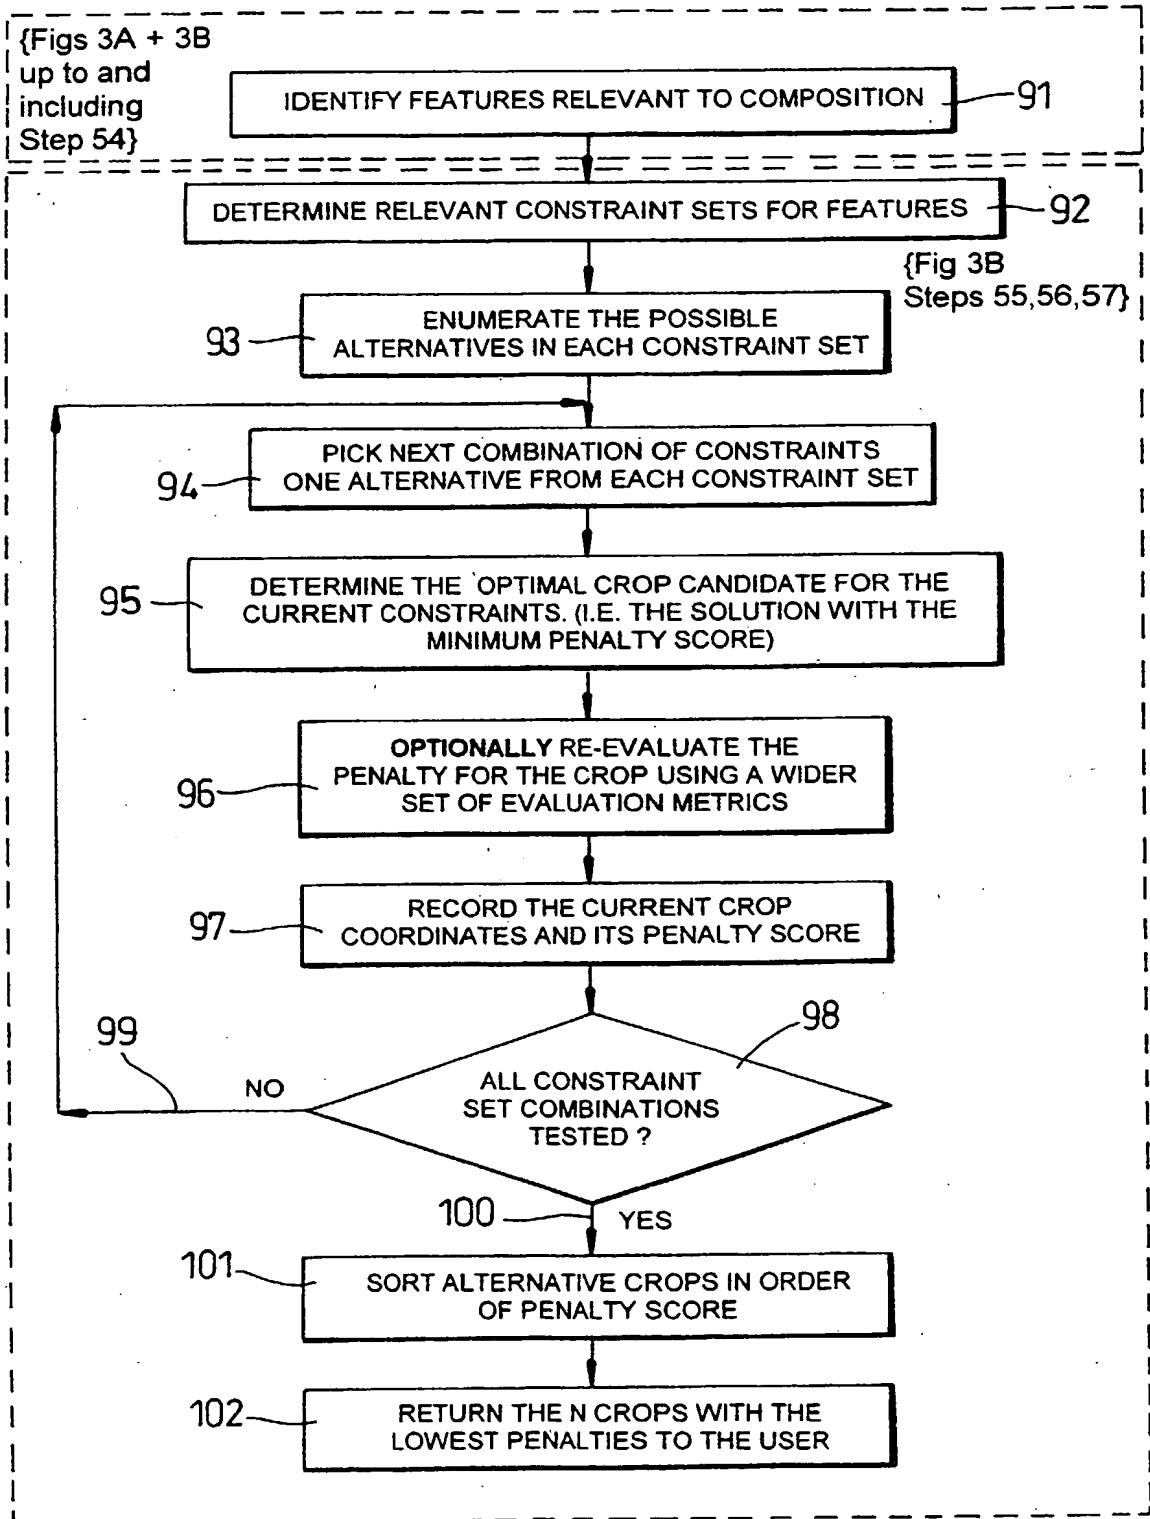 {Figs 3A + 3B
up to and
including
Step 54}
IDENTIFY FEATURES RELEVANT TO COMPOSITION
91
DETERMINE RELEVANT CONSTRAINT SETS FOR FEATURES
92
{Fig 3B
Steps 55,56,57}
93
ENUMERATE THE POSSIBLE
ALTERNATIVES IN EACH CONSTRAINT SET
94
PICK NEXT COMBINATION OF CONSTRAINTS
ONE ALTERNATIVE FROM EACH CONSTRAINT SET
95
DETERMINE THE OPTIMAL CROP CANDIDATE FOR THE
CURRENT CONSTRAINTS. (I.E. THE SOLUTION WITH THE
MINIMUM PENALTY SCORE)
96
OPTIONALLY RE-EVALUATE THE
PENALTY FOR THE CROP USING A WIDER
SET OF EVALUATION METRICS
97
RECORD THE CURRENT CROP
COORDINATES AND ITS PENALTY SCORE
98
99
NO
ALL CONSTRAINT
SET COMBINATIONS
TESTED ?
100
YES
101
SORT ALTERNATIVE CROPS IN ORDER
OF PENALTY SCORE
102
RETURN THE N CROPS WITH THE
LOWEST PENALTIES TO THE USER